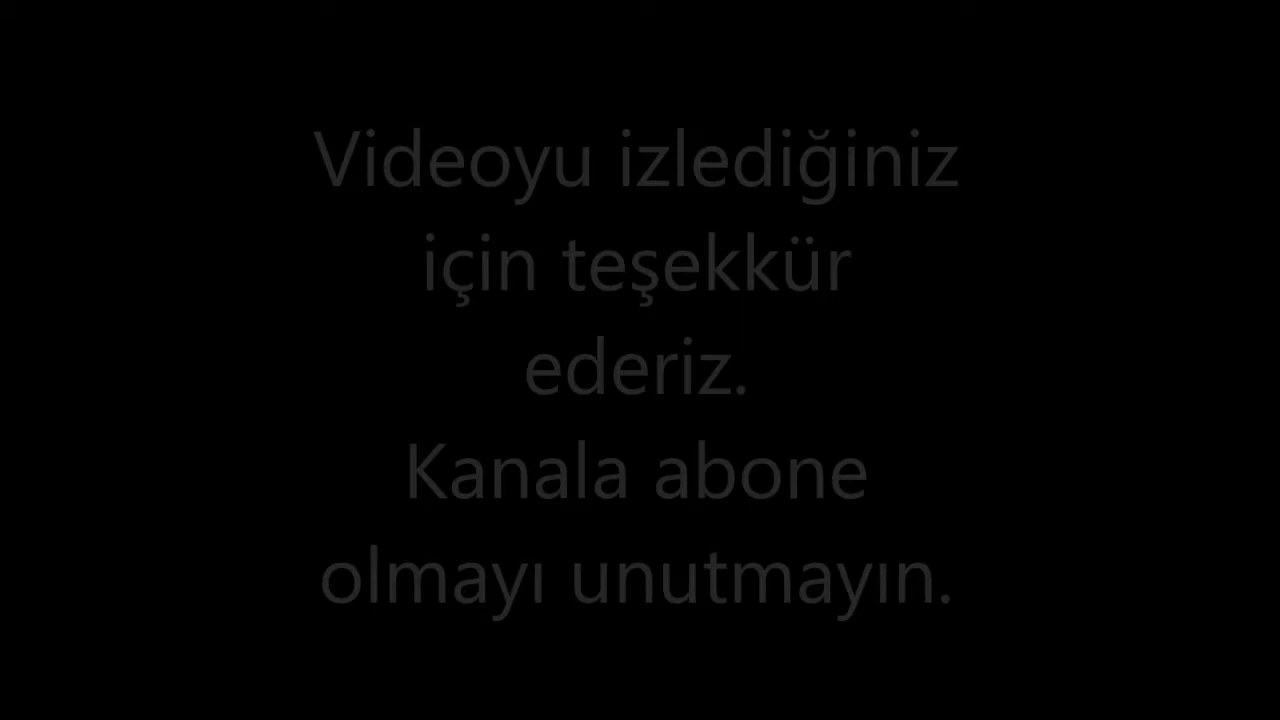 Videoyu izlediğiniz
için teşekkür
ederiz.
Kanala abone
olmayı unutmayın.